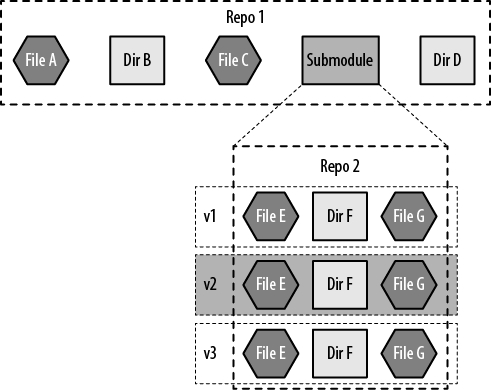 Repo 1
File A
Dir B
File C
Submodule
Dir D
Repo 2
v1
File E
Dir F
File G
v2
File E
Dir F
File G
v3
File E
Dir F
File G